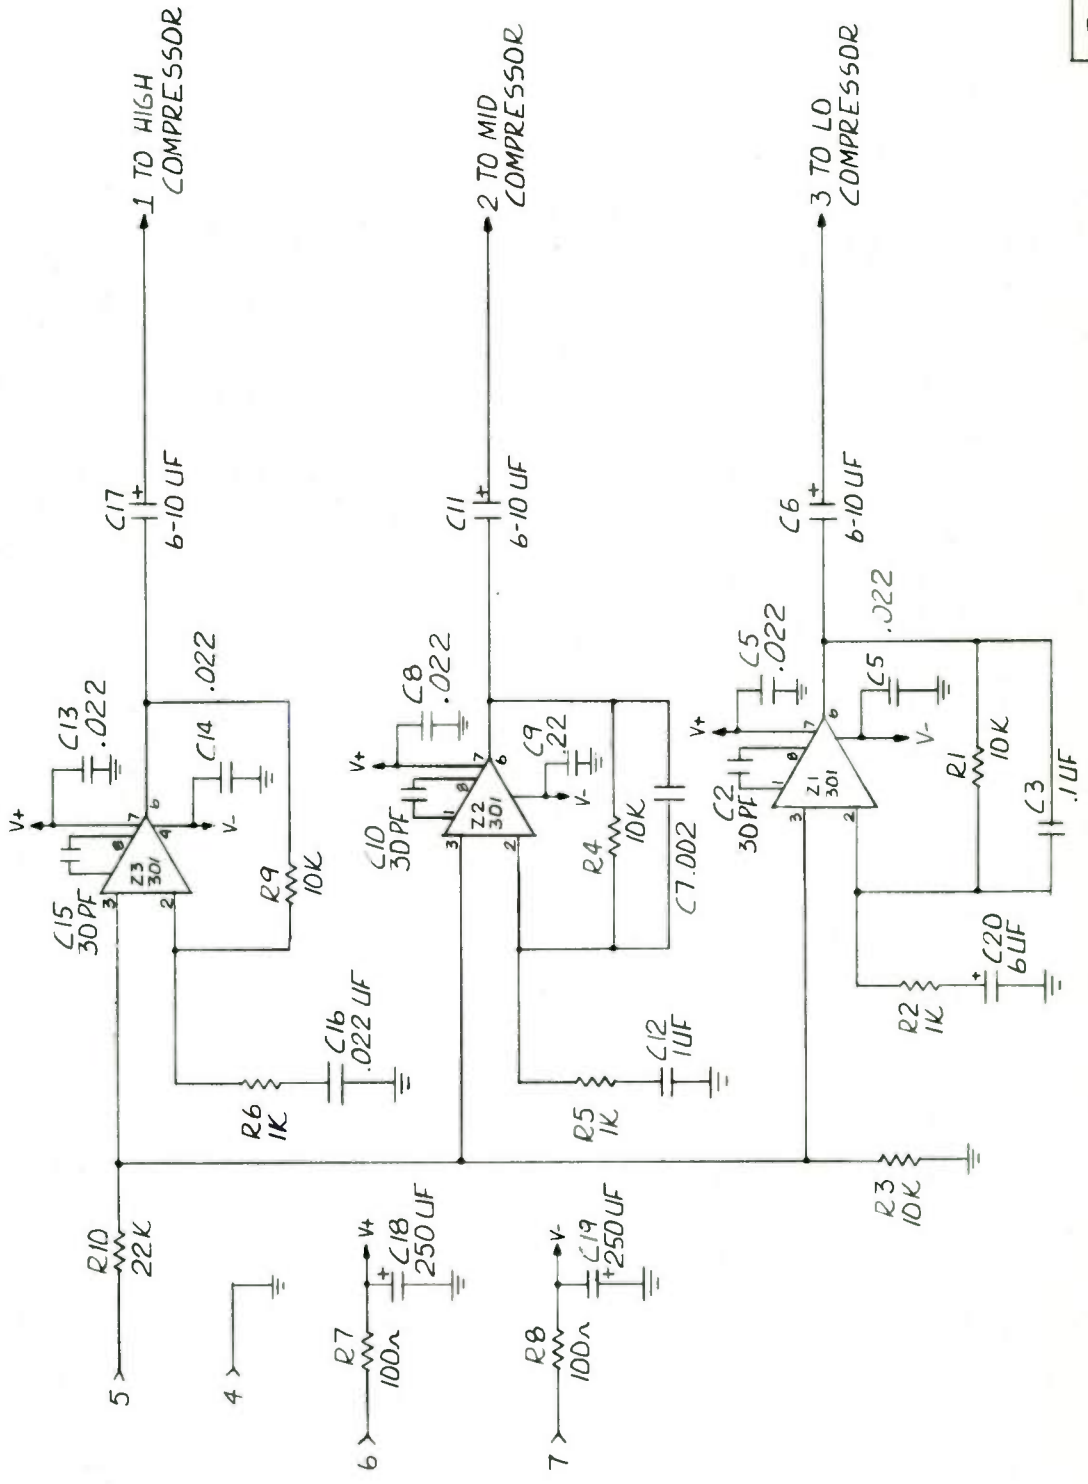 1 TO HIGH
COMPRESSOR
2 TO MID
COMPRESSOR
3 TO LO
COMPRESSOR
V+
C13
.022
C15
30PF
8
7
3
Z3
301
6
4
2
V-
C14
.022
C17
+
6-10 UF
R9
10K
R6
1K
C16
.022 UF
5
R10
22K
4
V+
C8
.022
C10
30PF
1
8
7
3
Z2
301
6
2
V-
C9
.22
C11
+
6-10 UF
R4
10K
C7 .002
R5
1K
C12
1UF
6
R7
100Ω
V+
+
C18
250 UF
7
R8
100Ω
V-
C19
+
250UF
V+
C5
.022
C2
30PF
1
8
7
3
Z1
301
6
2
V-
C5
.022
C6
+
6-10 UF
R1
10K
C3
.1UF
R2
1K
+
C20
6UF
R3
10K